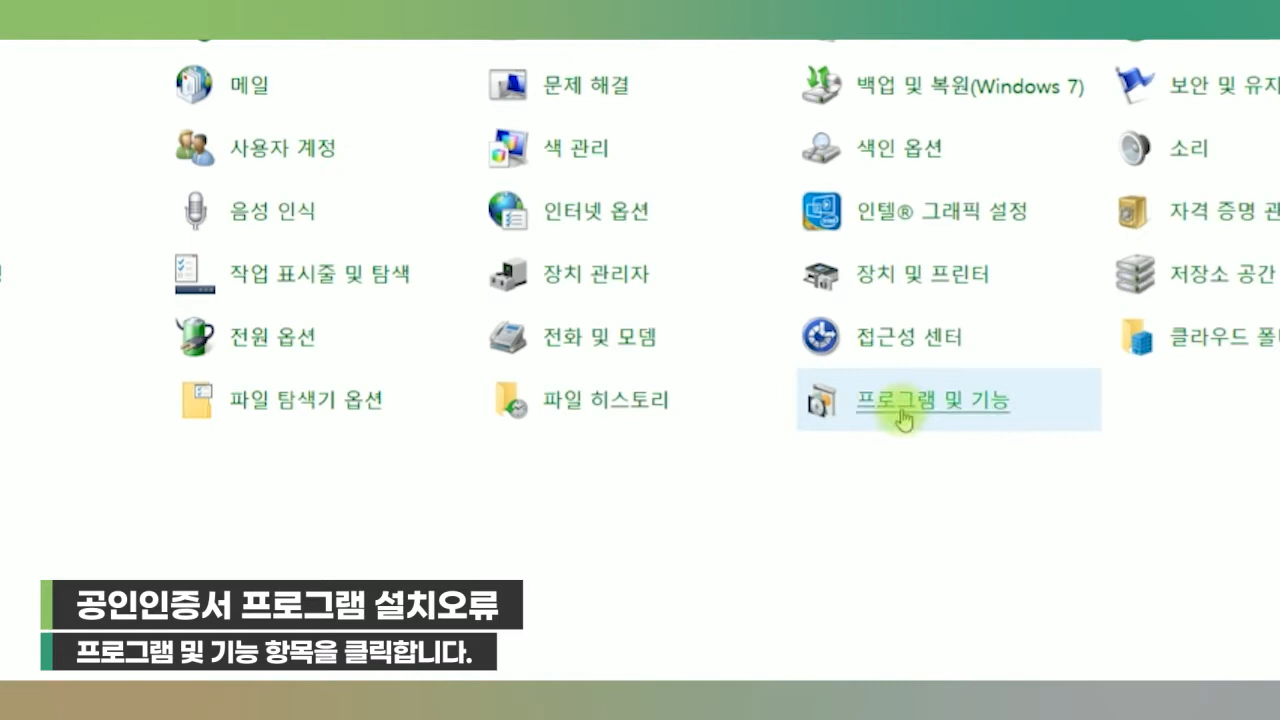 메일
문제 해결
백업 및 복원(Windows 7)
보안 및 유지
사용자 계정
색 관리
색인 옵션
소리
음성 인식
인터넷 옵션
인텔® 그래픽 설정
자격 증명 관
작업 표시줄 및 탐색
장치 관리자
장치 및 프린터
저장소 공간
전원 옵션
전화 및 모뎀
접근성 센터
클라우드 폴더
파일 탐색기 옵션
파일 히스토리
프로그램 및 기능
공인인증서 프로그램 설치오류
프로그램 및 기능 항목을 클릭합니다.